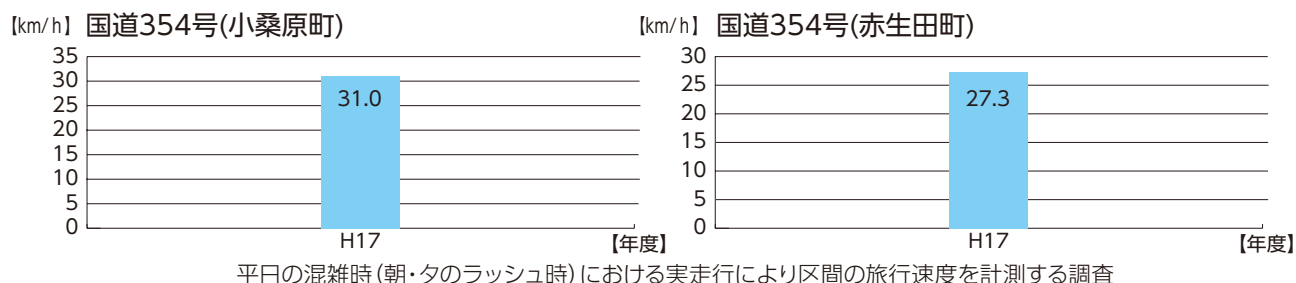 【km/h】 国道354号(小桑原町)
35
30
25
20
15
10
5
0
31.0
H17
【年度】
【km/h】 国道354号(赤生田町)
30
25
20
15
10
5
0
27.3
H17
【年度】
平日の混雑時(朝・夕のラッシュ時)における実走行により区間の旅行速度を計測する調査